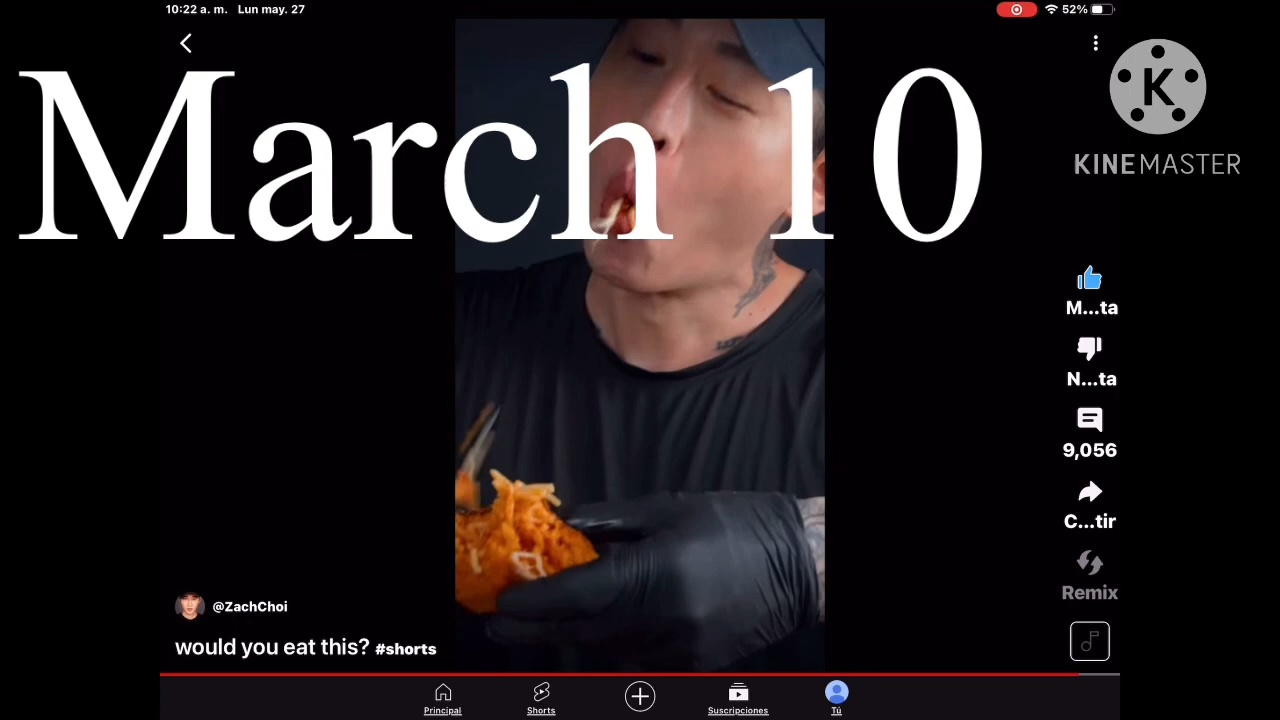 10:22 a. m. Lun may. 27
52%
March 10
K
KINEMASTER
M...ta
N...ta
9,056
C...tir
Remix
@ZachChoi
would you eat this? #shorts
Principal
Shorts
Suscripciones
Tú